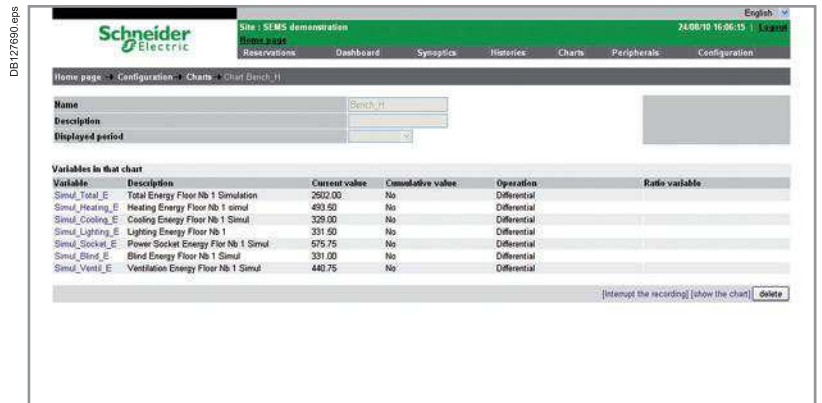 DB127690.eps
English
Schneider Electric
Site : SEMS demonstration
24/08/10 16:06:15 | Logout
Home page
Reservations Dashboard Synoptics Histories Charts Peripherals Configuration
Home page Configuration Charts Chart Bench_H
Name Bench_H
Description
Displayed period
Variables in that chart
Variable Description Current value Cumulative value Operation Ratio variable
Simul_Total_E Total Energy Floor Nb 1 Simulation 2602.00 No Differential
Simul_Heating_E Heating Energy Floor Nb 1 simul 493.50 No Differential
Simul_Cooling_E Cooling Energy Floor Nb 1 Simul 329.00 No Differential
Simul_Lighting_E Lighting Energy Floor Nb 1 331.50 No Differential
Simul_Socket_E Power Socket Energy Flor Nb 1 Simul 575.75 No Differential
Simul_Blind_E Blind Energy Floor Nb 1 Simul 331.00 No Differential
Simul_Ventil_E Ventilation Energy Floor Nb 1 Simul 440.75 No Differential
[Interrupt the recording] [show the chart] delete